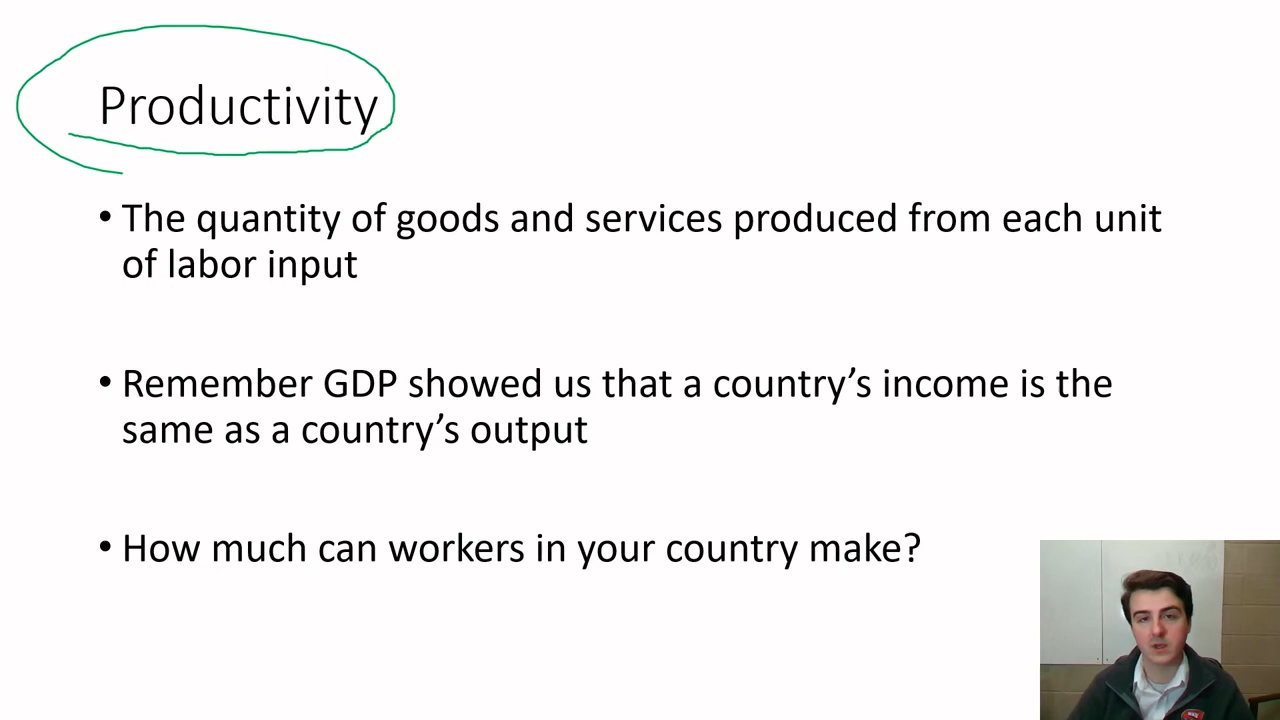 Productivity
• The quantity of goods and services produced from each unit
of labor input
• Remember GDP showed us that a country’s income is the
same as a country’s output
• How much can workers in your country make?